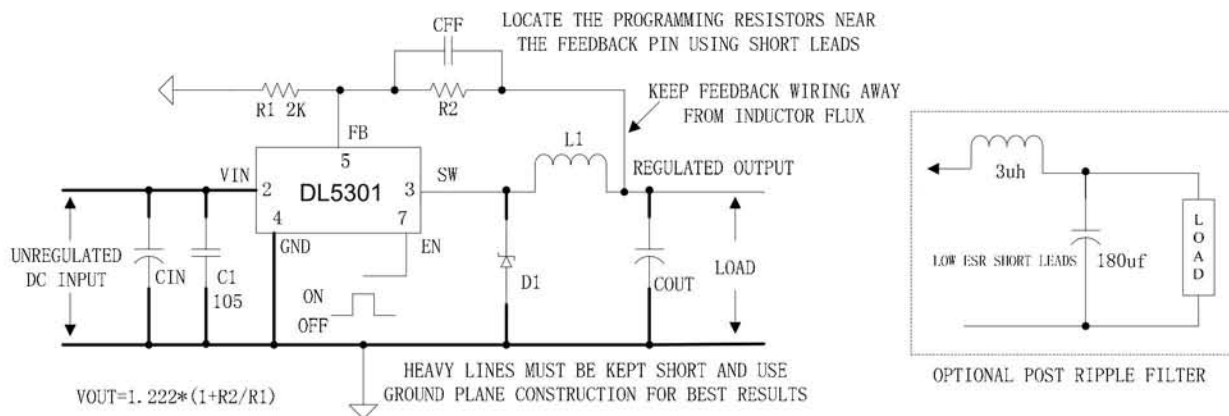 CFF
LOCATE THE PROGRAMMING RESISTORS NEAR
THE FEEDBACK PIN USING SHORT LEADS
R1 2K
R2
KEEP FEEDBACK WIRING AWAY
FROM INDUCTOR FLUX
FB
5
L1
VIN
2
DL5301
3
SW
REGULATED OUTPUT
4
7
GND
EN
UNREGULATED
DC INPUT
CIN
C1
105
ON
OFF
D1
COUT
LOAD
HEAVY LINES MUST BE KEPT SHORT AND USE
GROUND PLANE CONSTRUCTION FOR BEST RESULTS
VOUT=1.222*(1+R2/R1)
3uh
LOW ESR SHORT LEADS
180uf
LOAD
OPTIONAL POST RIPPLE FILTER